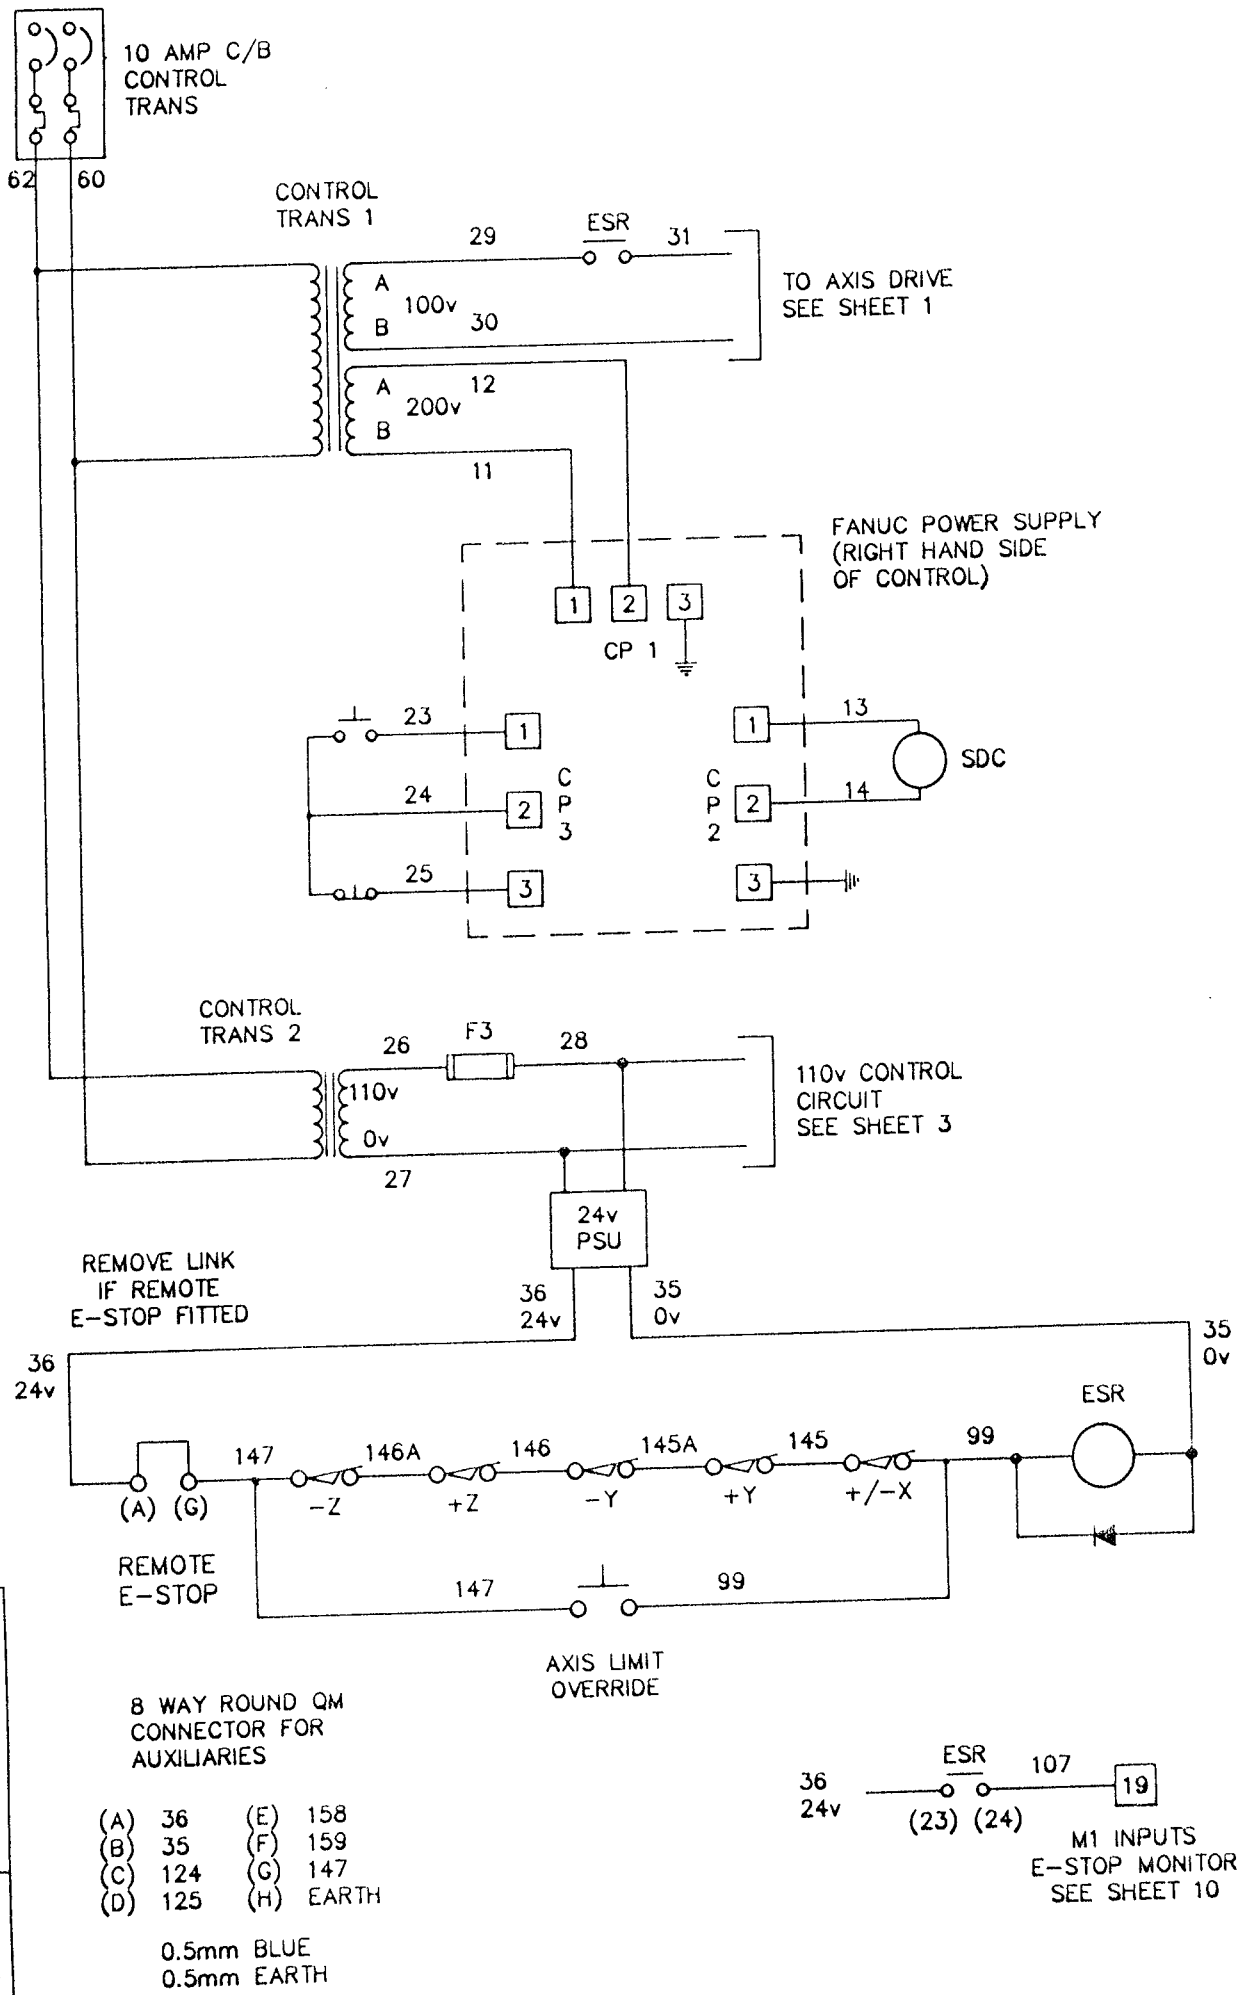 10 AMP C/B
CONTROL
TRANS
62
60
CONTROL
TRANS 1
29
ESR
31
A
100v
B
30
TO AXIS DRIVE
SEE SHEET 1
A
12
200v
B
11
FANUC POWER SUPPLY
(RIGHT HAND SIDE
OF CONTROL)
1
2
3
CP 1
23
1
24
2
25
3
C
P
3
C
P
2
1
13
2
14
3
SDC
CONTROL
TRANS 2
26
F3
28
110v
0v
27
110v CONTROL
CIRCUIT
SEE SHEET 3
24v
PSU
REMOVE LINK
IF REMOTE
E-STOP FITTED
36
24v
35
0v
36
24v
35
0v
ESR
147
146A
146
145A
145
99
(A)
(G)
-Z
+Z
-Y
+Y
+/-X
REMOTE
E-STOP
147
99
AXIS LIMIT
OVERRIDE
8 WAY ROUND QM
CONNECTOR FOR
AUXILIARIES
(A) 36 (E) 158
(B) 35 (F) 159
(C) 124 (G) 147
(D) 125 (H) EARTH
0.5mm BLUE
0.5mm EARTH
36
24v
ESR
107
19
(23) (24)
M1 INPUTS
E-STOP MONITOR
SEE SHEET 10